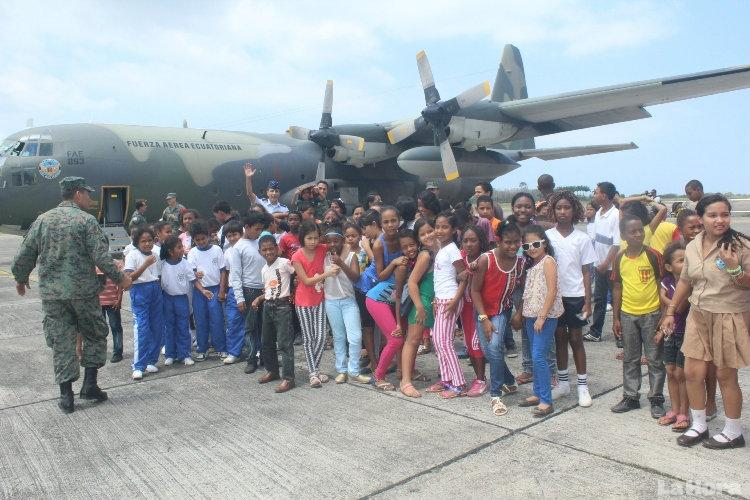 FUERZA AEREA ECUATORIANA
FAE
893
La Hora